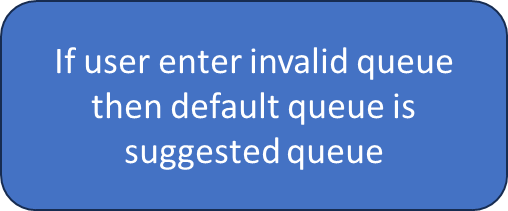 If user enter invalid queue
then default queue is
suggested queue